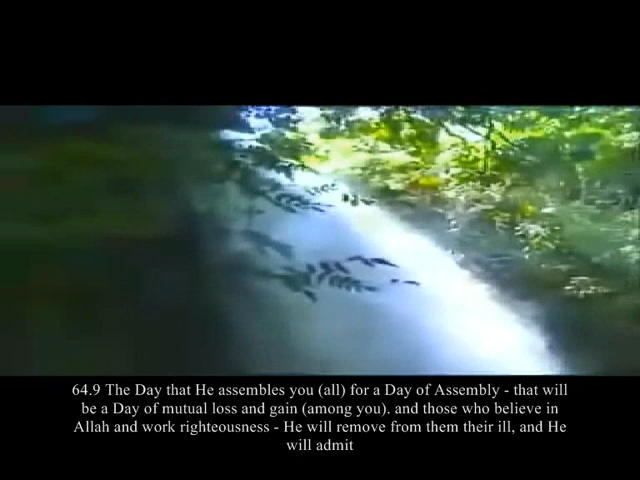 64.9 The Day that He assembles you (all) for a Day of Assembly - that will
be a Day of mutual loss and gain (among you). and those who believe in
Allah and work righteousness - He will remove from them their ill, and He
will admit